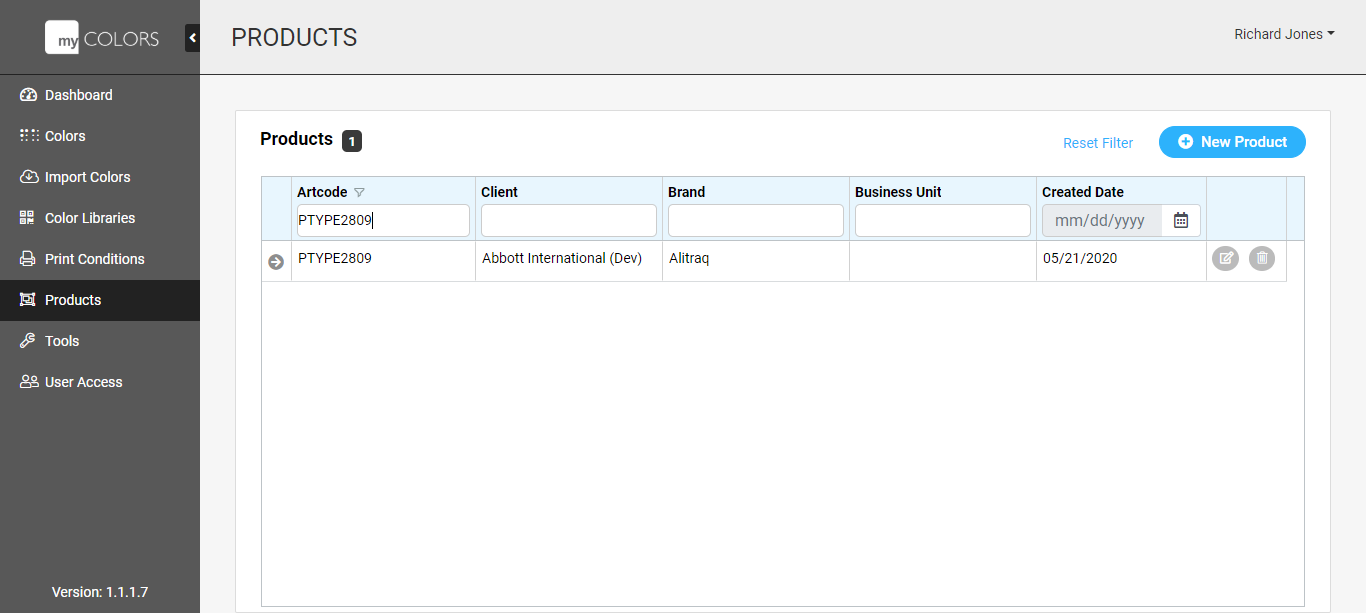 my COLORS
PRODUCTS
Richard Jones
Dashboard
Colors
Import Colors
Color Libraries
Print Conditions
Products
Tools
User Access
Version: 1.1.1.7
Products 1
Reset Filter
New Product
Artcode Client Brand Business Unit Created Date
PTYPE2809 mm/dd/yyyy
PTYPE2809 Abbott International (Dev) Alitraq 05/21/2020